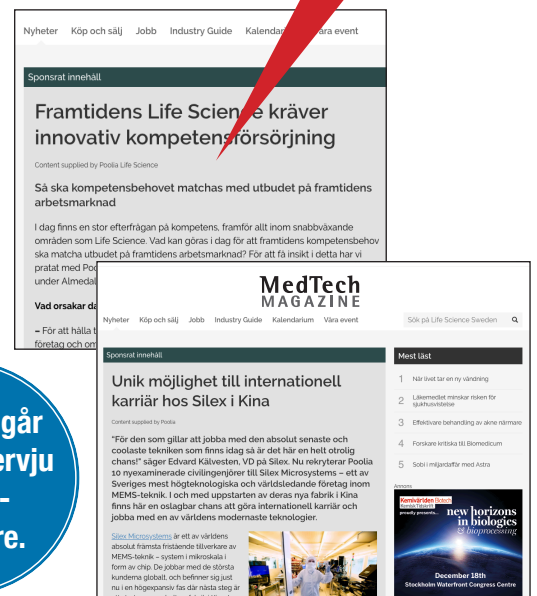 Nyheter Köp och sälj Jobb Industry Guide
Sponsrat innehåll
Framtidens Life Science kräver
innovativ kompetensförsörjning
Content supplied by Poolia Life Science
Så ska kompetensbehovet matchas med utbudet på framtidens
arbetsmarknad
I dag finns en stor efterfrågan på kompetens, framför allt inom snabbväxande
områden som Life Science. Vad kan göras i dag för att framtidens
ska matcha utbudet på framtidens arbetsmarknad? För att få insikt i detta har vi
pratat med
under
Vad orsakar
– För att hålla
företag och
MedTech
MAGAZINE
Nyheter Köp och sälj Jobb Industry Guide Kalendarium Våra event
Sök på Life Science Sweden
Sponsrat innehåll
Unik möjlighet till internationell
karriär hos Silex i Kina
Content supplied by Poolia
"För den som gillar att jobba med den absolut senaste och
coolaste tekniken som finns idag så är det här en helt otrolig
chans!" säger Edvard Kälvesten, VD på Silex. Nu rekryterar Poolia
10 nyexaminerade civilingenjörer till Silex Microsystems – ett av
Sveriges mest högteknologiska och världsledande företag inom
MEMS-teknik. I och med uppstarten av deras nya fabrik i Kina
finns här en oslagbar chans att göra internationell karriär och
jobba med en av världens modernaste teknologier.
Silex Microsystems är ett av världens
absolut främsta fristående tillverkare av
MEMS-teknik – system i mikroskala i
form av chip. De jobbar med de största
kunderna globalt, och befinner sig just
nu i en högexpansiv fas där nästa steg är
Mest läst
1 När livet tar en ny vändning
2 Läkemedlet minskar risken för
sjukhusvistelse
3 Effektivare behandling av akne närmare
4 Forskare kritiska till Biomedicum
5 Sobi i miljardaffär med Astra
Annons
Kemivärlden Biotech
Kemisk Tidskrift
proudly presents...
new horizons
in biologics
& bioprocessing
December 18th
Stockholm Waterfront Congress Centre
går
ervju
–
re.